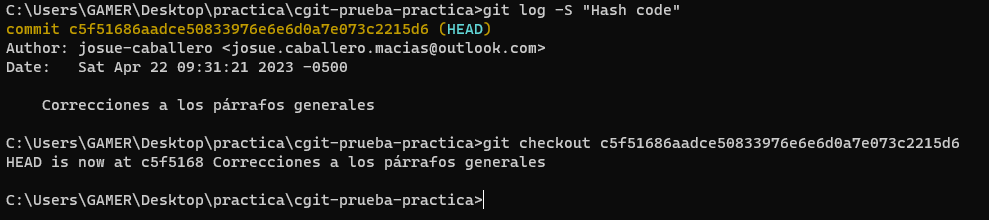 C:\Users\GAMER\Desktop\practica\cgit-prueba-practica>git log -S "Hash code"
commit c5f51686aadce50833976e6e6d0a7e073c2215d6 (HEAD)
Author: josue-caballero <josue.caballero.macias@outlook.com>
Date:   Sat Apr 22 09:31:21 2023 -0500
Correcciones a los párrafos generales
C:\Users\GAMER\Desktop\practica\cgit-prueba-practica>git checkout c5f51686aadce50833976e6e6d0a7e073c2215d6
HEAD is now at c5f5168 Correcciones a los párrafos generales
C:\Users\GAMER\Desktop\practica\cgit-prueba-practica>